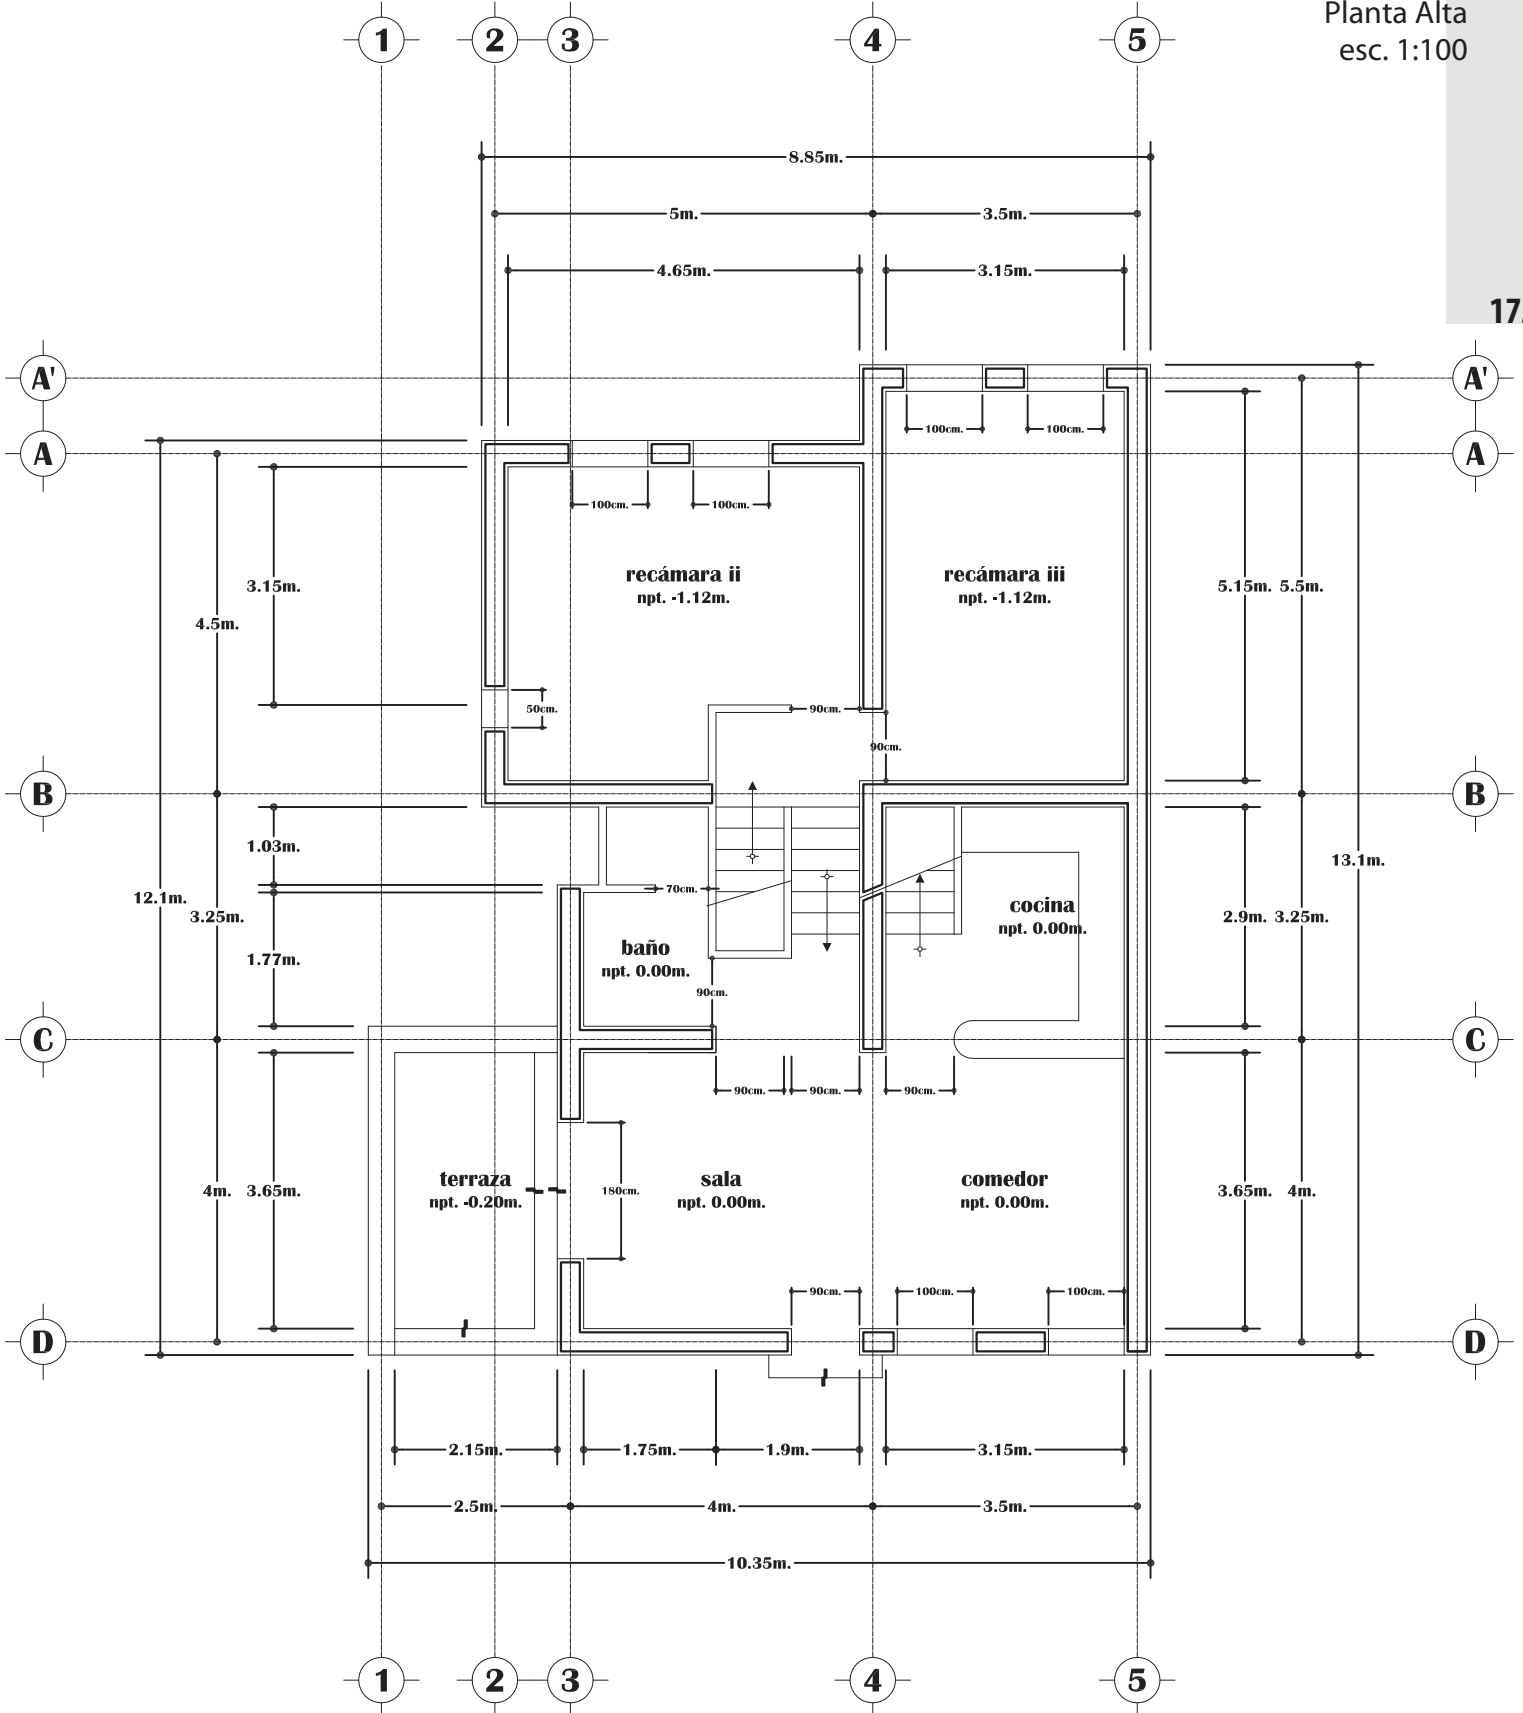 Planta Alta
esc. 1:100
1 2 3 4 5
8.85m.
5m. 3.5m.
4.65m. 3.15m.
A' A'
A A
100cm. 100cm.
100cm. 100cm.
recámara ii
npt. -1.12m.
recámara iii
npt. -1.12m.
3.15m.
5.15m. 5.5m.
4.5m.
50cm.
90cm.
90cm.
B B
1.03m.
13.1m.
70cm.
12.1m.
3.25m.
cocina
npt. 0.00m.
2.9m. 3.25m.
baño
npt. 0.00m.
1.77m.
90cm.
C C
90cm. 90cm. 90cm.
terraza
npt. -0.20m.
sala
npt. 0.00m.
comedor
npt. 0.00m.
4m. 3.65m.
180cm.
3.65m. 4m.
90cm. 100cm. 100cm.
D D
2.15m. 1.75m. 1.9m. 3.15m.
2.5m. 4m. 3.5m.
10.35m.
1 2 3 4 5